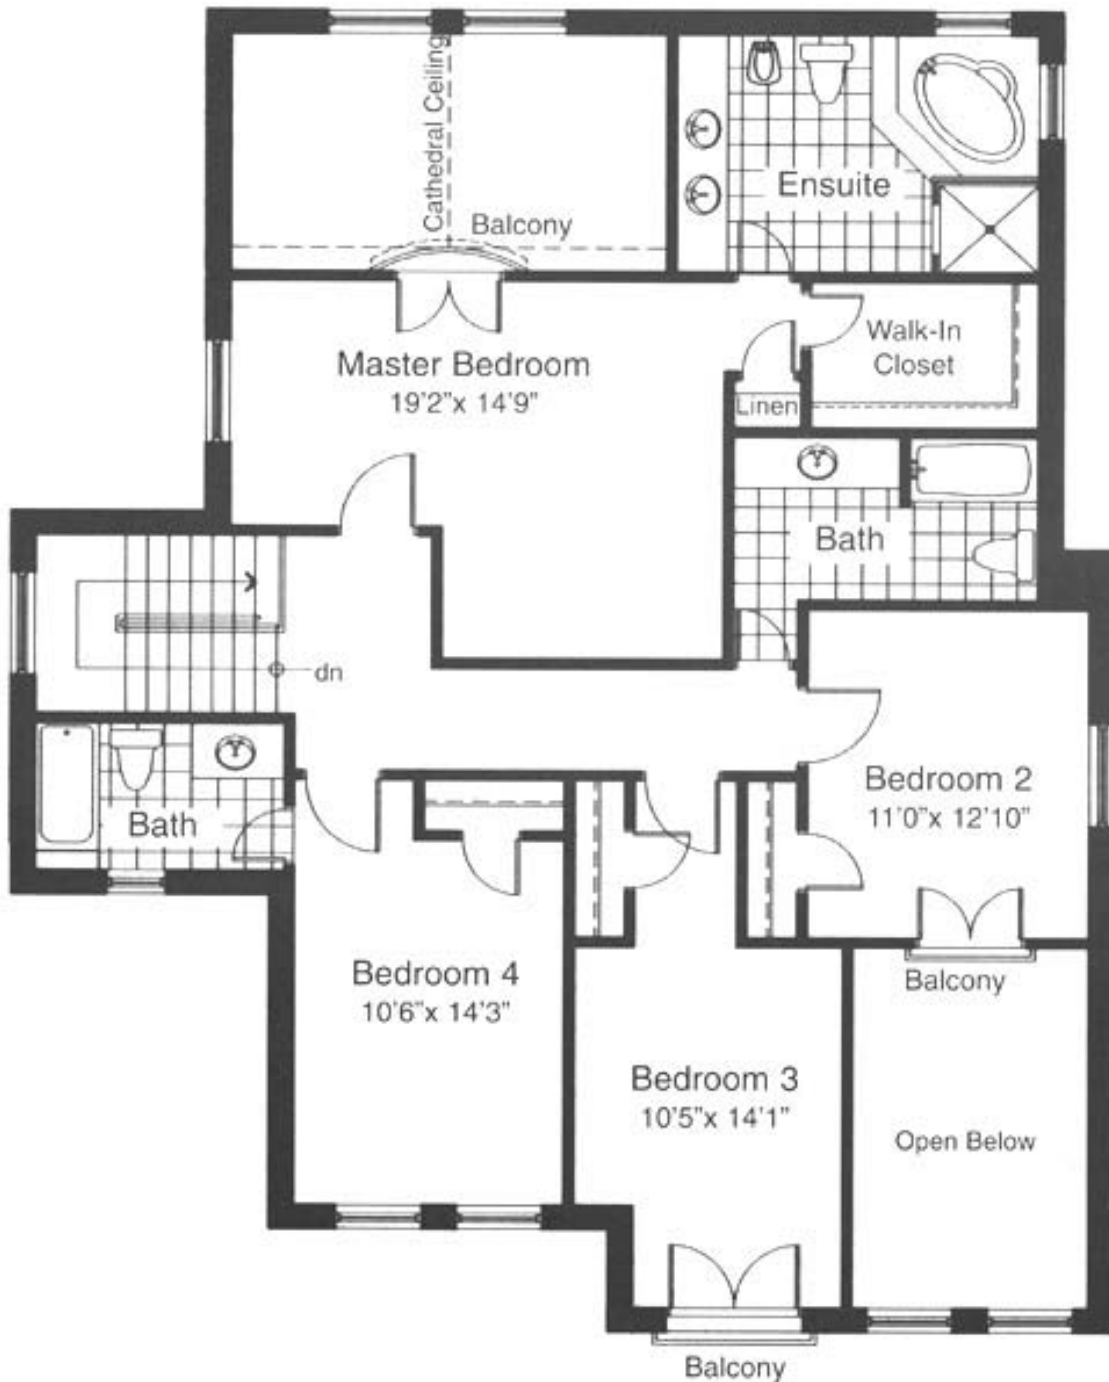 Cathedral Ceiling
Balcony
Ensuite
Master Bedroom
19'2"x 14'9"
Walk-In
Closet
Linen
Bath
dn
Bedroom 2
11'0"x 12'10"
Bath
Bedroom 4
10'6"x 14'3"
Balcony
Bedroom 3
10'5"x 14'1"
Open Below
Balcony